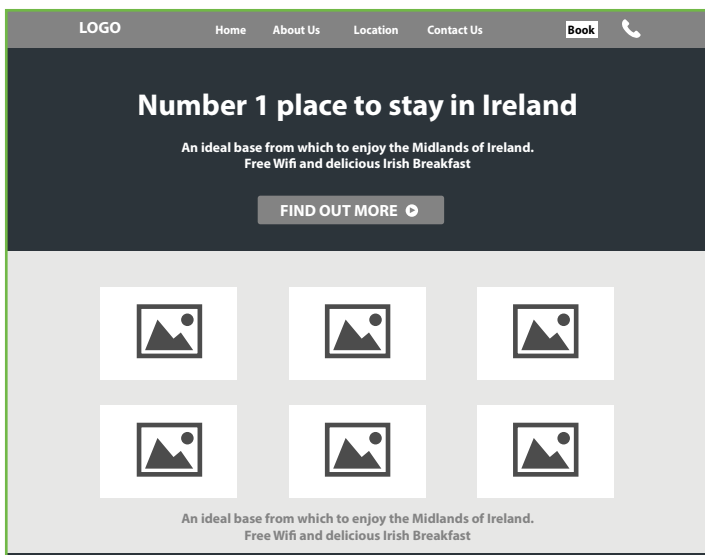 LOGO Home About Us Location Contact Us Book
Number 1 place to stay in Ireland
An ideal base from which to enjoy the Midlands of Ireland.
Free Wifi and delicious Irish Breakfast
FIND OUT MORE
An ideal base from which to enjoy the Midlands of Ireland.
Free Wifi and delicious Irish Breakfast